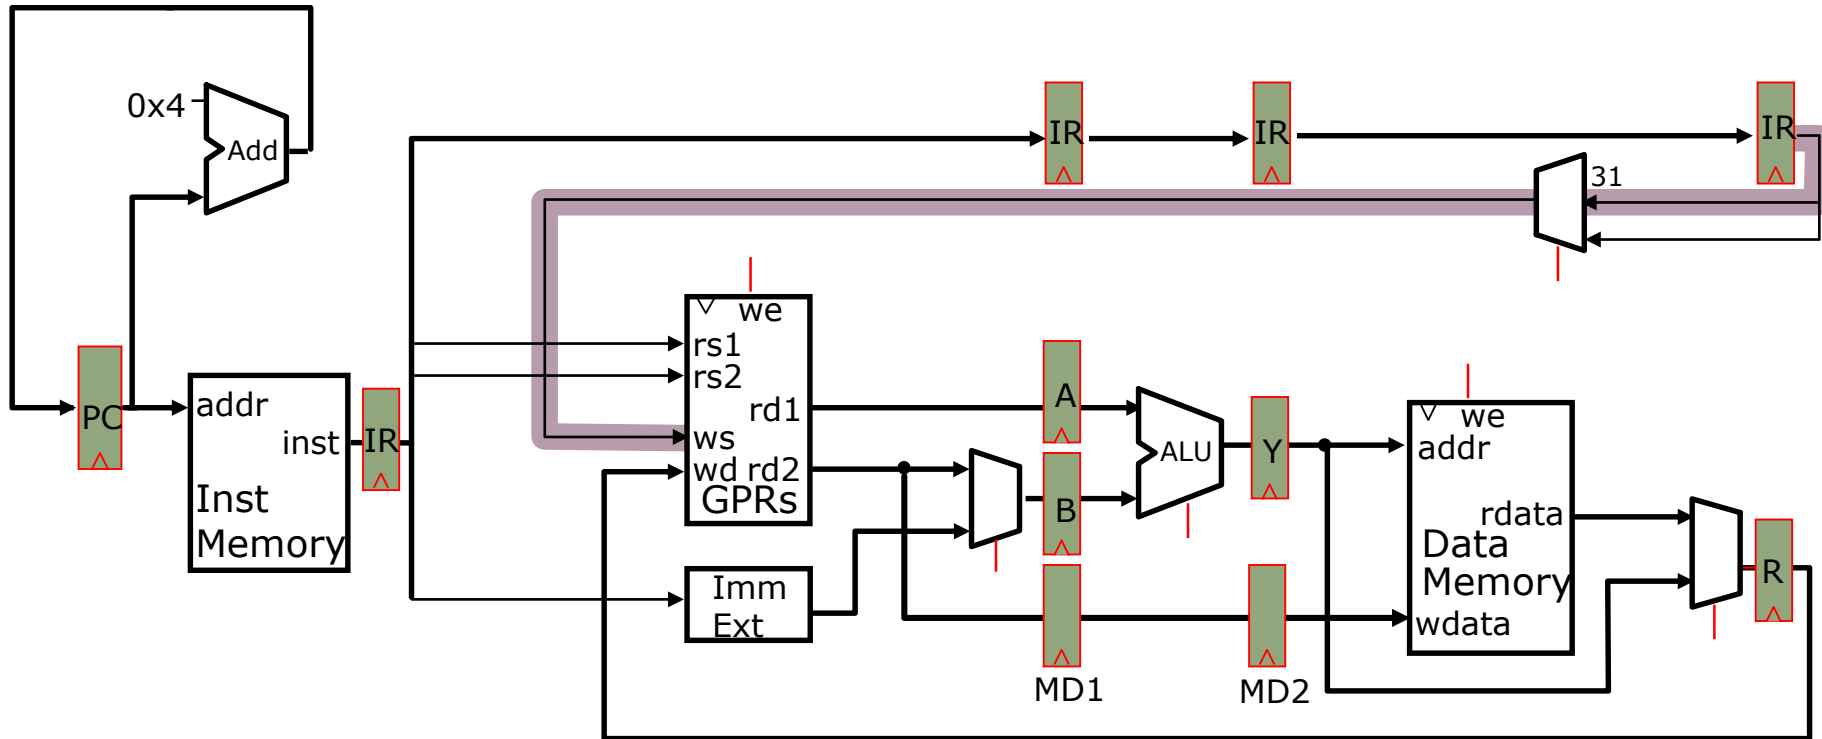 0x4
Add
IR
IR
IR
31
we
rs1
rs2
rd1
ws
wd rd2
GPRs
PC
addr
inst
Inst
Memory
IR
A
B
ALU
Y
we
addr
rdata
Data
Memory
wdata
R
Imm
Ext
MD1
MD2